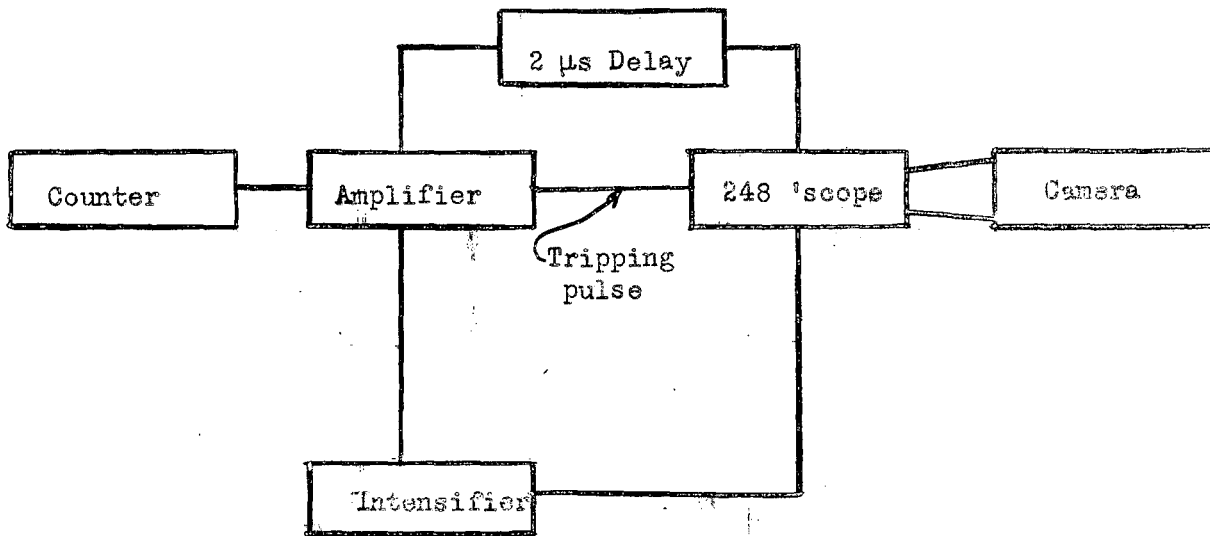 2 μs Delay
Counter
Amplifier
248 'scope
Camera
Tripping
pulse
Intensifier